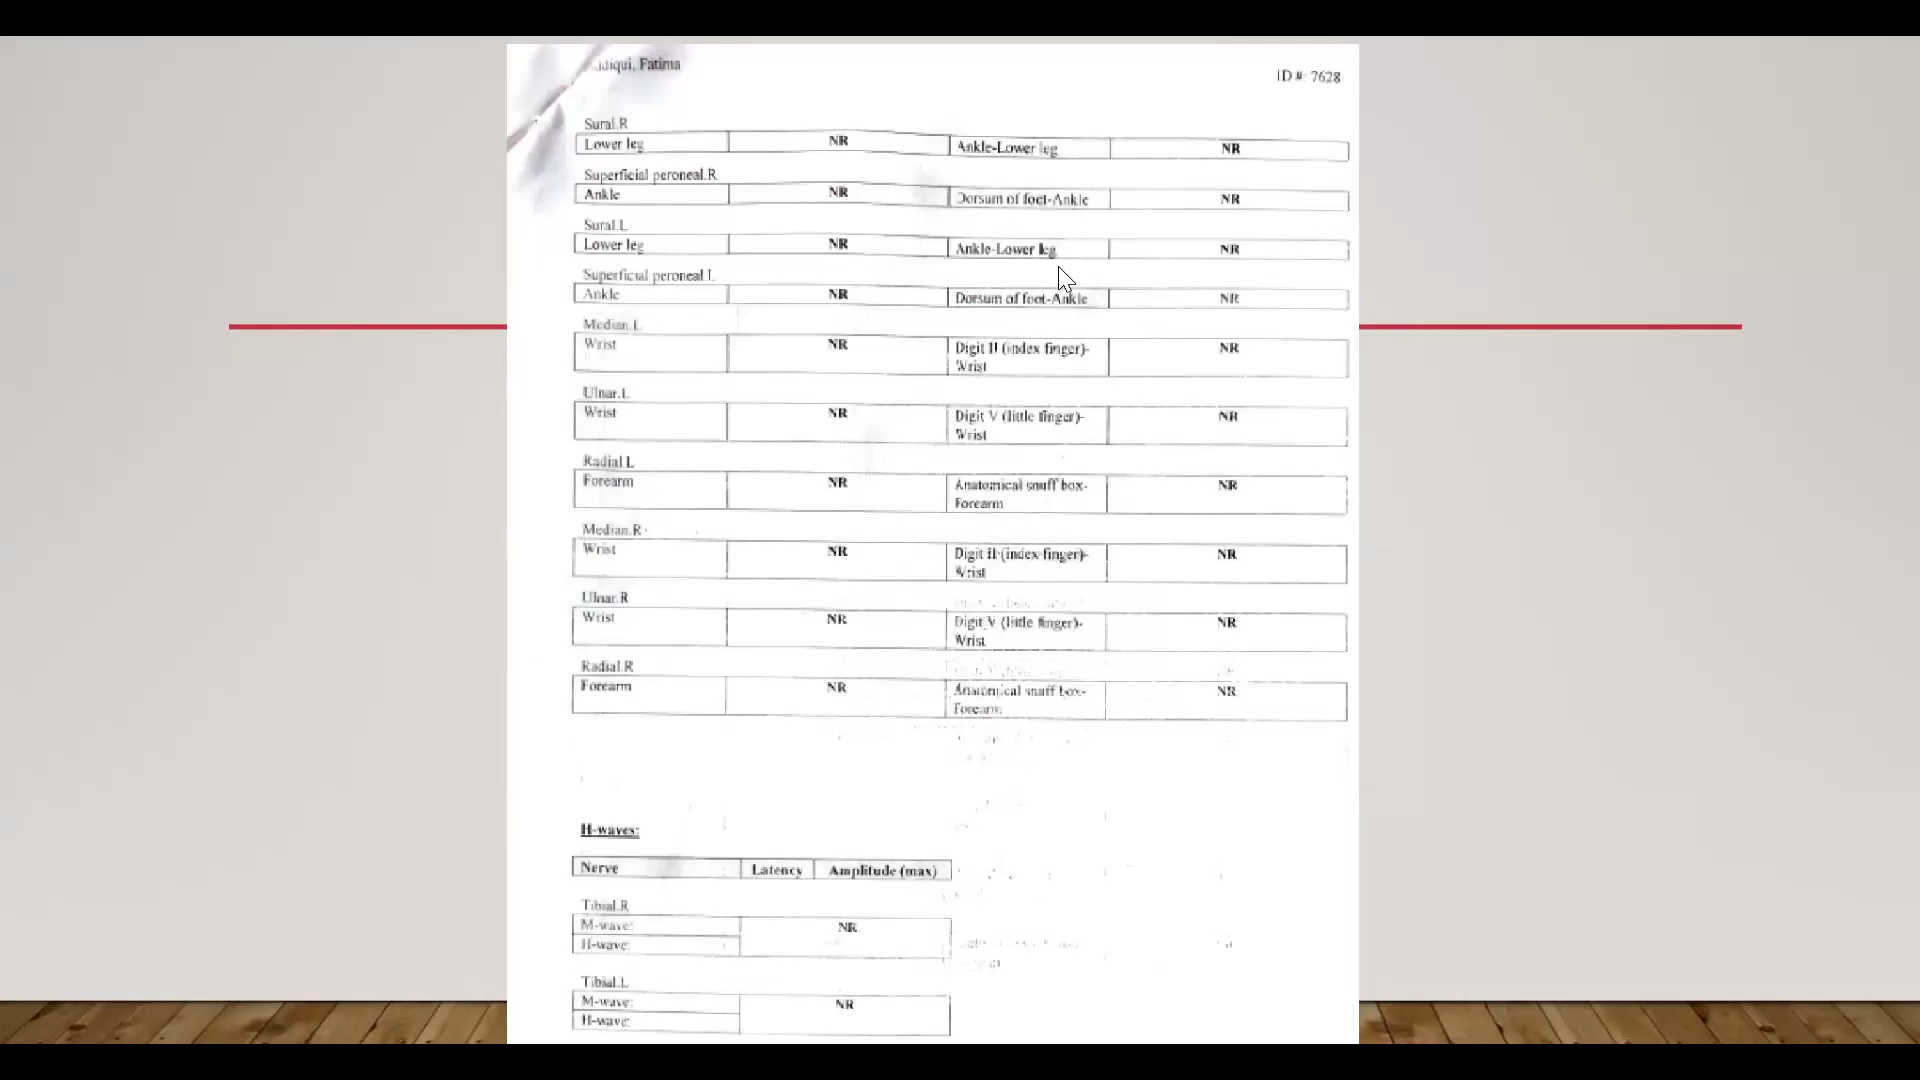 Fatima
ID #: 7628
Sural.R
Lower leg NR Ankle-Lower leg NR
Superficial peroneal.R
Ankle NR Dorsum of foot-Ankle NR
Sural.L
Lower leg NR Ankle-Lower leg NR
Superficial peroneal.L
Ankle NR Dorsum of foot-Ankle NR
Median.L
Wrist NR Digit II (index finger)- NR
Wrist
Ulnar.L
Wrist NR Digit V (little finger)- NR
Wrist
Radial.L
Forearm NR Anatomical snuff box- NR
Forearm
Median.R
Wrist NR Digit II (index finger)- NR
Wrist
Ulnar.R
Wrist NR Digit V (little finger)- NR
Wrist
Radial.R
Forearm NR Anatomical snuff box- NR
Forearm
H-waves:
Nerve Latency Amplitude (max)
Tibial.R
M-wave: NR
H-wave:
Tibial.L
M-wave: NR
H-wave: